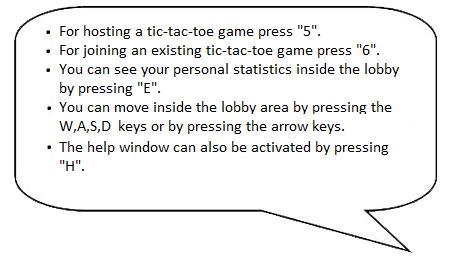 • For hosting a tic-tac-toe game press "5".
• For joining an existing tic-tac-toe game press "6".
• You can see your personal statistics inside the lobby
by pressing "E".
• You can move inside the lobby area by pressing the
W,A,S,D keys or by pressing the arrow keys.
• The help window can also be activated by pressing
"H".